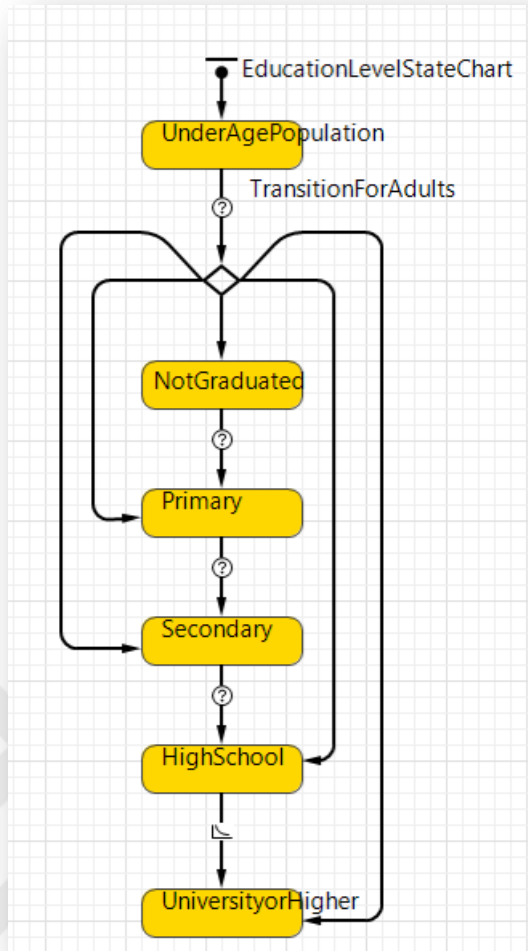 EducationLevelStateChart
UnderAgePopulation
TransitionForAdults
?
NotGraduated
?
Primary
?
Secondary
?
HighSchool
UniversityorHigher